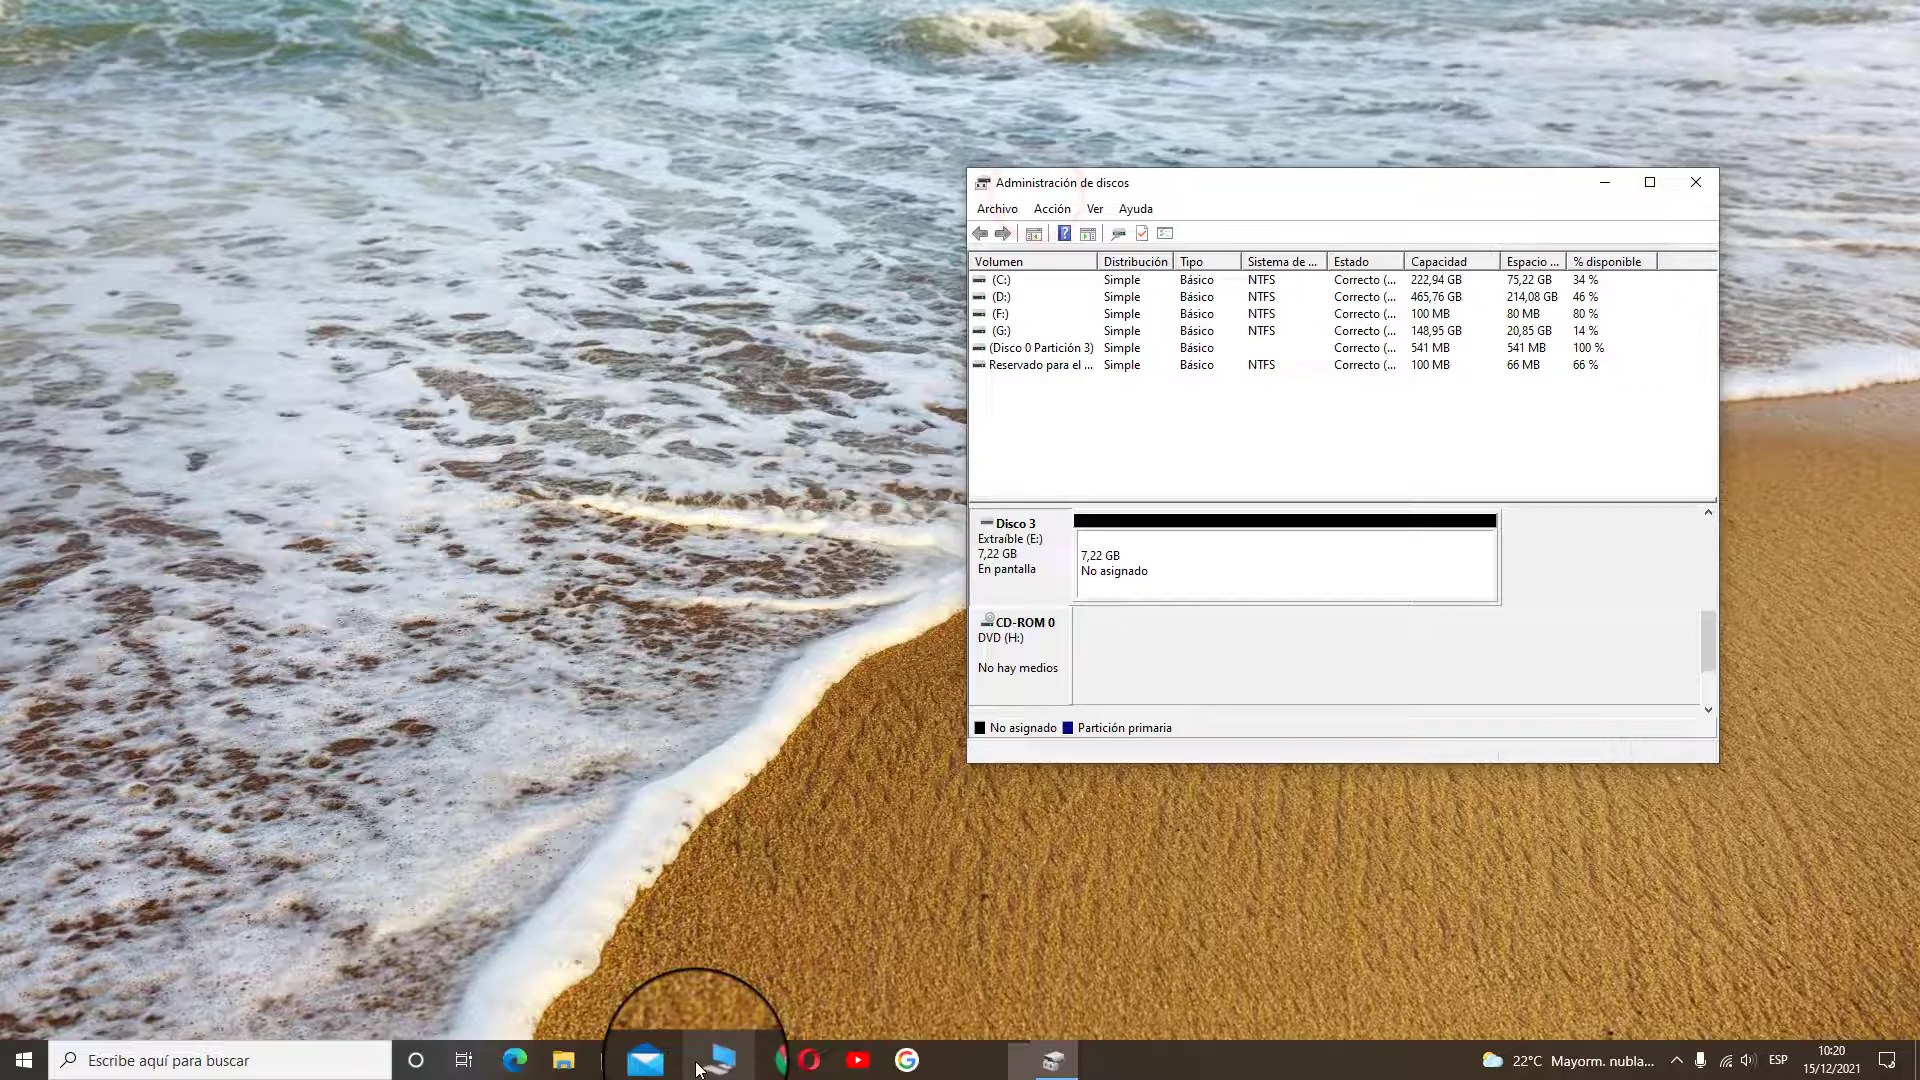 Administración de discos
Archivo Acción Ver Ayuda
Volumen Distribución Tipo Sistema de ... Estado Capacidad Espacio ... % disponible
(C:) Simple Básico NTFS Correcto (... 222,94 GB 75,22 GB 34 %
(D:) Simple Básico NTFS Correcto (... 465,76 GB 214,08 GB 46 %
(F:) Simple Básico NTFS Correcto (... 100 MB 80 MB 80 %
(G:) Simple Básico NTFS Correcto (... 148,95 GB 20,85 GB 14 %
(Disco 0 Partición 3) Simple Básico Correcto (... 541 MB 541 MB 100 %
Reservado para el ... Simple Básico NTFS Correcto (... 100 MB 66 MB 66 %
Disco 3
Extraíble (E:)
7,22 GB
En pantalla
7,22 GB
No asignado
CD-ROM 0
DVD (H:)
No hay medios
No asignado Partición primaria
Escribe aquí para buscar
22°C Mayorm. nubla...
ESP
10:20
15/12/2021